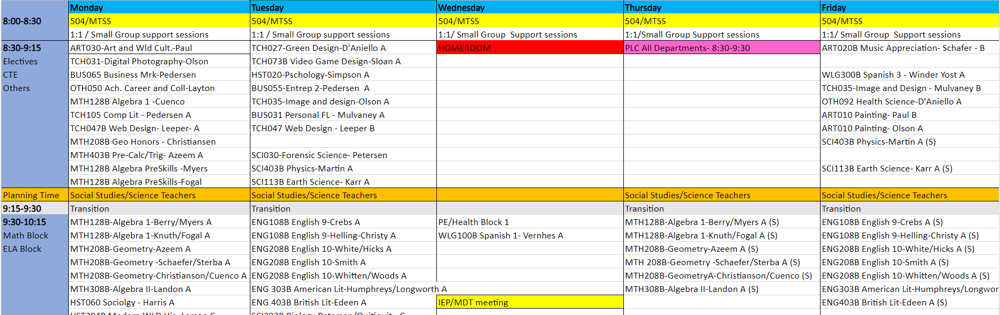 Monday Tuesday Wednesday Thursday Friday
8:00-8:30 504/MTSS 504/MTSS 504/MTSS 504/MTSS 504/MTSS
1:1 / Small Group support sessions 1:1 / Small Group support sessions 1:1/ Small Group  Support sessions 1:1/Small Group Support sessions 1:1/ Small Group  Support sessions
8:30-9:15 ART030-Art and Wld Cult.-Paul TCH027-Green Design-D'Aniello A HOMEROOM PLC All Departments- 8:30-9:30 ART020B Music Appreciation- Schafer - B
Electives TCH031-Digital Photography-Olson TCH073B Video Game Design-Sloan A
CTE BUS065 Business Mrk-Pedersen HST020-Pschology-Simpson A WLG300B Spanish 3 - Winder Yost A
Others OTH050 Ach. Career and Coll-Layton BUS055-Entrep 2-Pedersen  A TCH035-Image and Design - Mulvaney B
MTH128B Algebra 1 -Cuenco TCH035-Image and design-Olson A OTH092 Health Science-D'Aniello A
TCH105 Comp Lit - Pedersen A BUS031 Personal FL - Mulvaney A ART010 Painting- Paul B
TCH047B Web Design- Leeper- A TCH047 Web Design - Leeper B ART010 Painting- Olson A
MTH208B Geo Honors - Christiansen SCI403B Physics-Martin A (S)
MTH403B Pre-Calc/Trig- Azeem A SCI030-Forensic Science- Petersen
MTH128B Algebra PreSkills -Myers SCI403B Physics-Martin A SCI113B Earth Science- Karr A (S)
MTH128B Algebra PreSkills-Fogal SCI113B Earth Science- Karr A
Planning Time Social Studies/Science Teachers Social Studies/Science Teachers Social Studies/Science Teachers Social Studies/Science Teachers
9:15-9:30 Transition Transition Transition Transition
9:30-10:15 MTH128B-Algebra 1-Berry/Myers A ENG108B English 9-Crebs A PE/Health Block 1 MTH128B-Algebra 1-Berry/Myers A (S) ENG108B English 9-Crebs A (S)
Math Block MTH128B-Algebra 1-Knuth/Fogal A ENG108B English 9-Helling-Christy A WLG100B Spanish 1- Vernhes A MTH128B-Algebra 1-Knuth/Fogal A (S) ENG108B English 9-Helling-Christy A (S)
ELA Block MTH208B-Geometry-Azeem A ENG208B English 10-White/Hicks A MTH208B-Geometry-Azeem A (S) ENG208B English 10-White/Hicks A (S)
MTH208B-Geometry -Schaefer/Sterba A ENG208B English 10-Smith A MTH 208B-Geometry -Schaefer/Sterba A (S) ENG208B English 10-Smith A (S)
MTH208B-Geometry-Christianson/Cuenco A ENG208B English 10-Whitten/Woods A MTH208B-GeometryA-Christianson/Cuenco (S) ENG208B English 10-Whitten/Woods A (S)
MTH308B-Algebra II-Landon A ENG 303B American Lit-Humphreys/Longworth A MTH308B-Algebra II-Landon A (S) ENG303B American Lit-Humphreys/Longwor
HST060 Sociolgy - Harris A ENG 403B British Lit-Edeen A IEP/MDT meeting ENG403B British Lit-Edeen A (S)